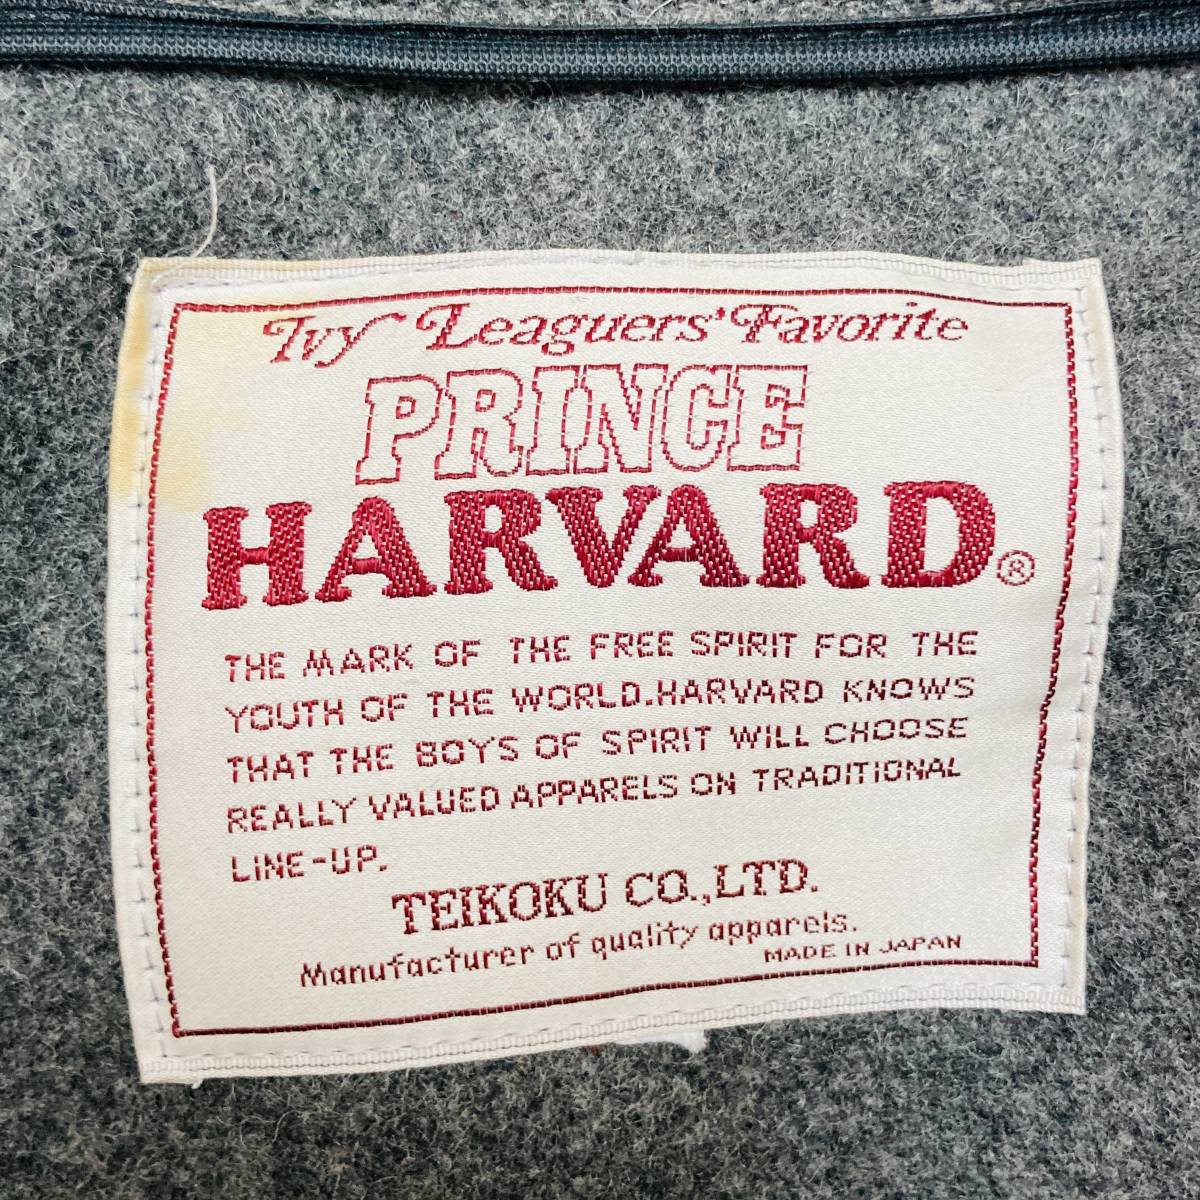 Ivy Leaguers' Favorite
PRINCE
HARVARD®
THE MARK OF THE FREE SPIRIT FOR THE
YOUTH OF THE WORLD.HARVARD KNOWS
THAT THE BOYS OF SPIRIT WILL CHOOSE
REALLY VALUED APPARELS ON TRADITIONAL
LINE-UP.
TEIKOKU CO.,LTD.
Manufacturer of quality apparels.
MADE IN JAPAN